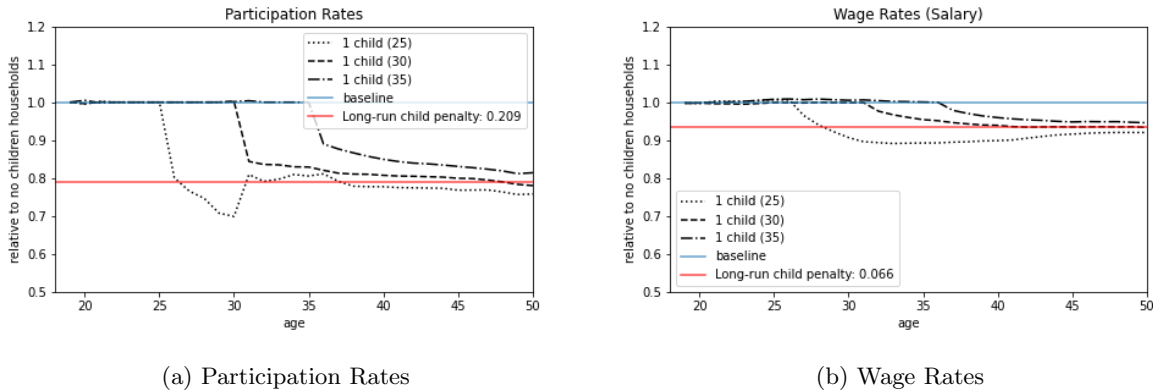 Participation Rates
1.2
1.1
1.0
0.9
0.8
0.7
0.6
0.5
relative to no children households
1 child (25)
1 child (30)
1 child (35)
baseline
Long-run child penalty: 0.209
20 25 30 35 40 45 50
age
(a) Participation Rates
Wage Rates (Salary)
1.2
1.1
1.0
0.9
0.8
0.7
0.6
0.5
relative to no children households
1 child (25)
1 child (30)
1 child (35)
baseline
Long-run child penalty: 0.066
20 25 30 35 40 45 50
age
(b) Wage Rates